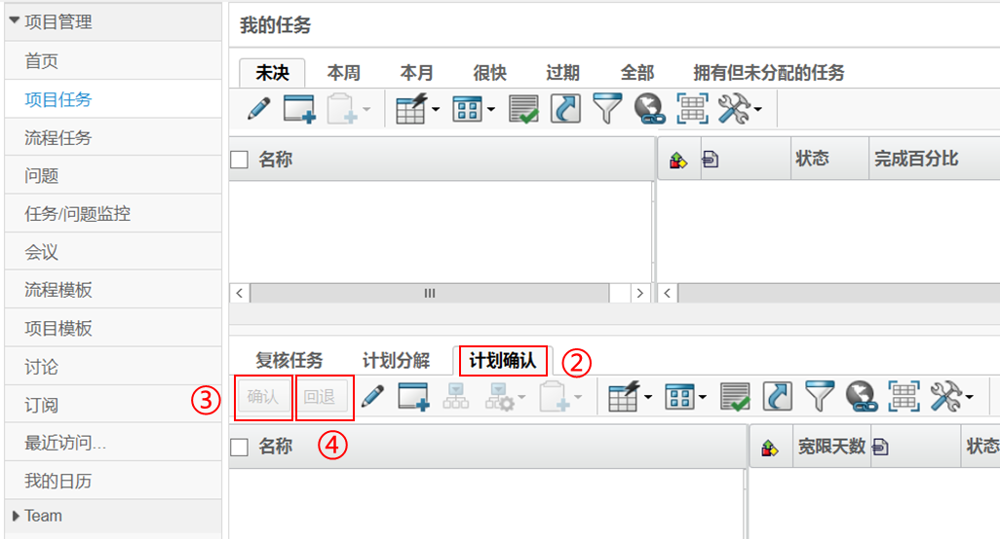 项目管理
首页
项目任务
流程任务
问题
任务/问题监控
会议
流程模板
项目模板
讨论
订阅
最近访问...
我的日历
Team
我的任务
未决 本周 本月 很快 过期 全部 拥有但未分配的任务
名称 状态 完成百分比
复核任务 计划分解 计划确认 ②
③ 确认 回退
④
名称 宽限天数 状态